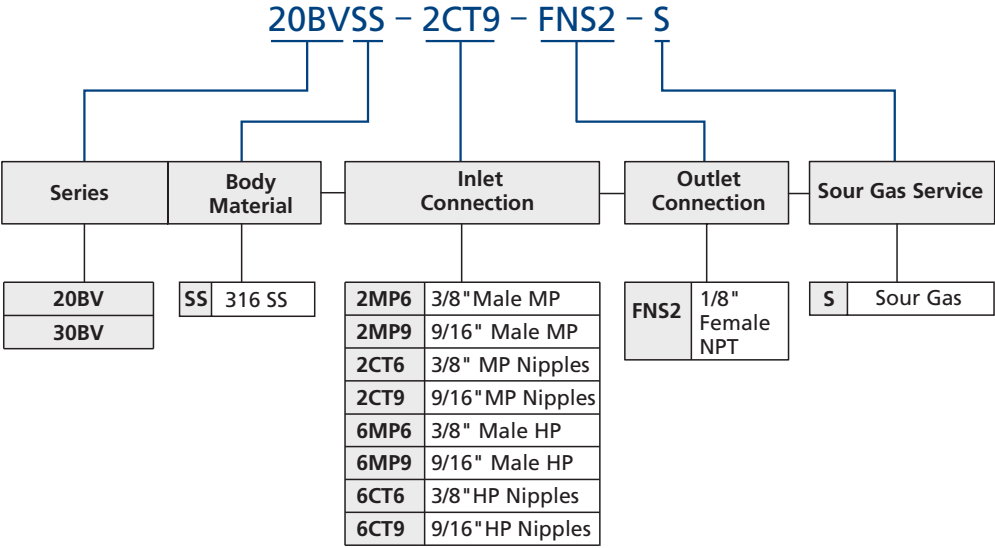 20BVSS – 2CT9 – FNS2 – S
Series
Body
Material
Inlet
Connection
Outlet
Connection
Sour Gas Service
20BV
30BV
SS 316 SS
2MP6 3/8"Male MP
2MP9 9/16" Male MP
2CT6 3/8" MP Nipples
2CT9 9/16"MP Nipples
6MP6 3/8" Male HP
6MP9 9/16" Male HP
6CT6 3/8"HP Nipples
6CT9 9/16"HP Nipples
FNS2 1/8"
Female
NPT
S Sour Gas